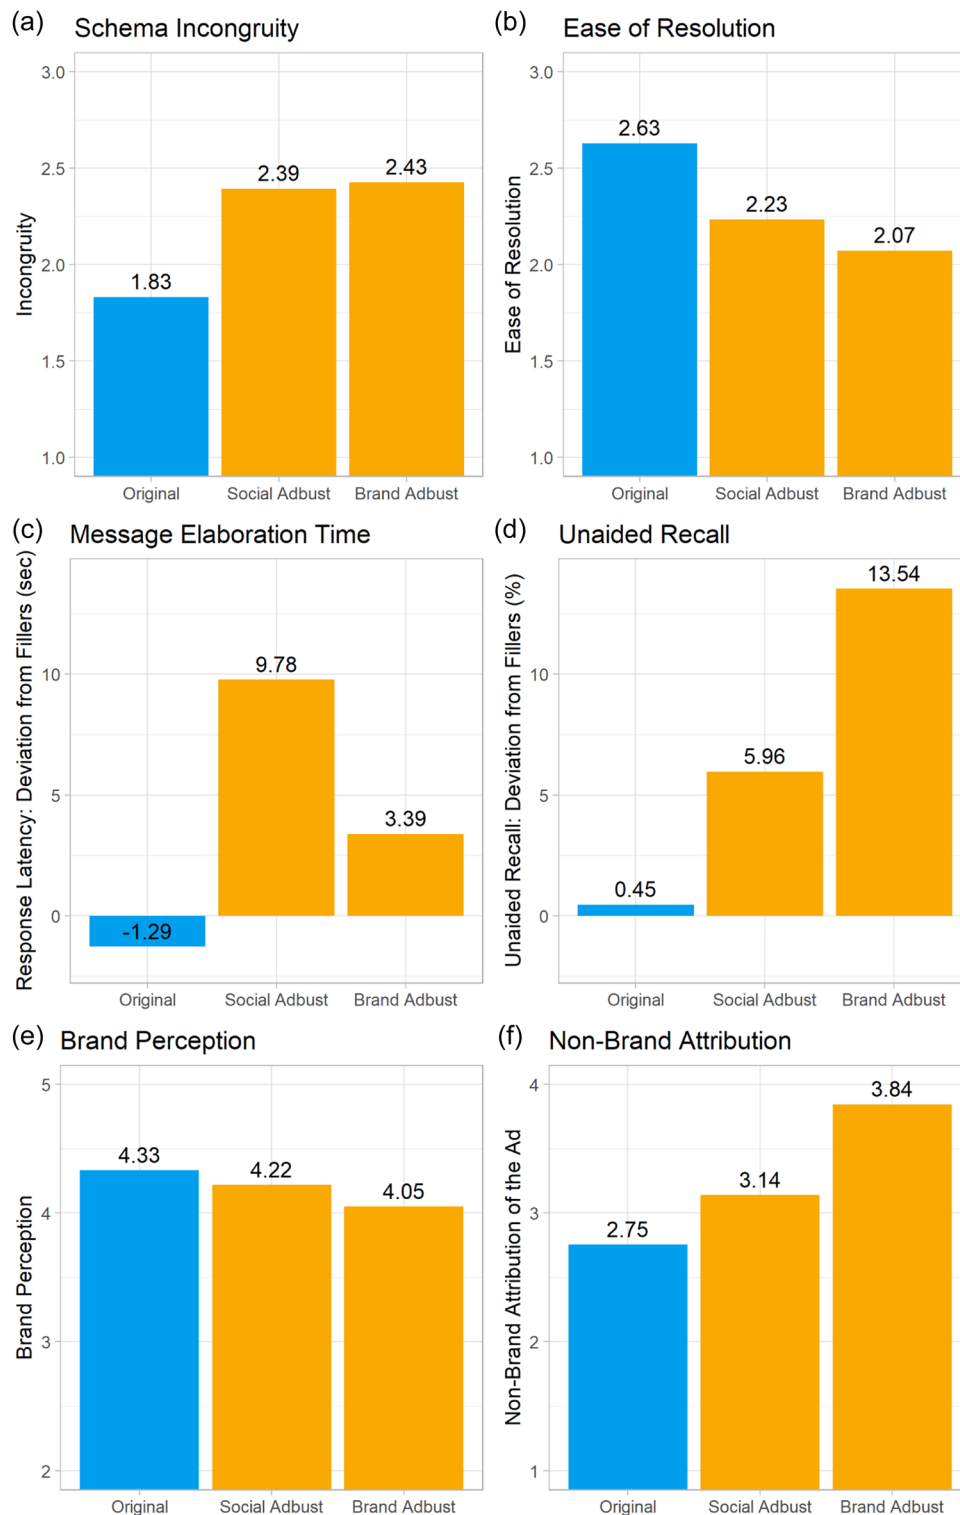 (a) Schema Incongruity
Incongruity
3.0
2.5
2.0
1.5
1.0
1.83
2.39
2.43
Original Social Adbust Brand Adbust
(b) Ease of Resolution
Ease of Resolution
3.0
2.5
2.0
1.5
1.0
2.63
2.23
2.07
Original Social Adbust Brand Adbust
(c) Message Elaboration Time
Response Latency: Deviation from Fillers (sec)
10
5
0
-1.29
9.78
3.39
Original Social Adbust Brand Adbust
(d) Unaided Recall
Unaided Recall: Deviation from Fillers (%)
10
5
0
0.45
5.96
13.54
Original Social Adbust Brand Adbust
(e) Brand Perception
Brand Perception
5
4
3
2
4.33
4.22
4.05
Original Social Adbust Brand Adbust
(f) Non-Brand Attribution
Non-Brand Attribution of the Ad
4
3
2
1
2.75
3.14
3.84
Original Social Adbust Brand Adbust